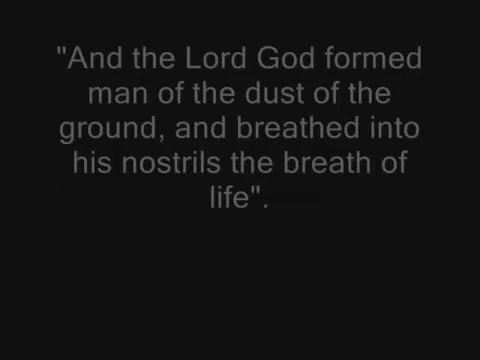 "And the Lord God formed
man of the dust of the
ground, and breathed into
his nostrils the breath of
life".